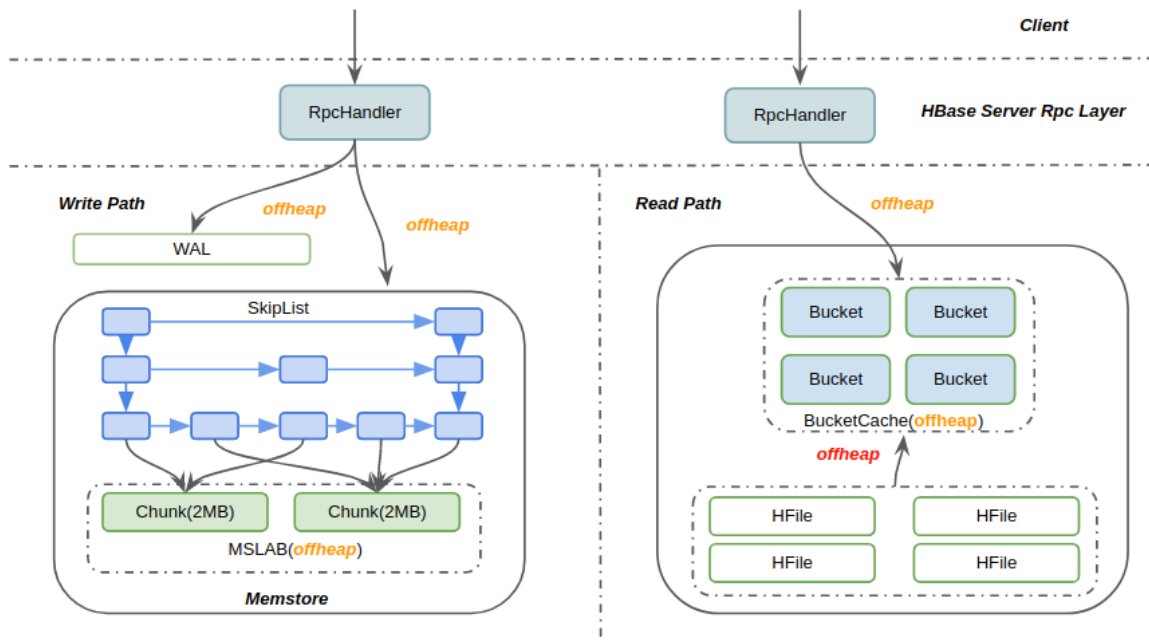 Client
RpcHandler
RpcHandler
HBase Server Rpc Layer
Write Path
offheap
offheap
WAL
SkipList
Chunk(2MB)
Chunk(2MB)
MSLAB(offheap)
Memstore
Read Path
offheap
Bucket
Bucket
Bucket
Bucket
BucketCache(offheap)
offheap
HFile
HFile
HFile
HFile